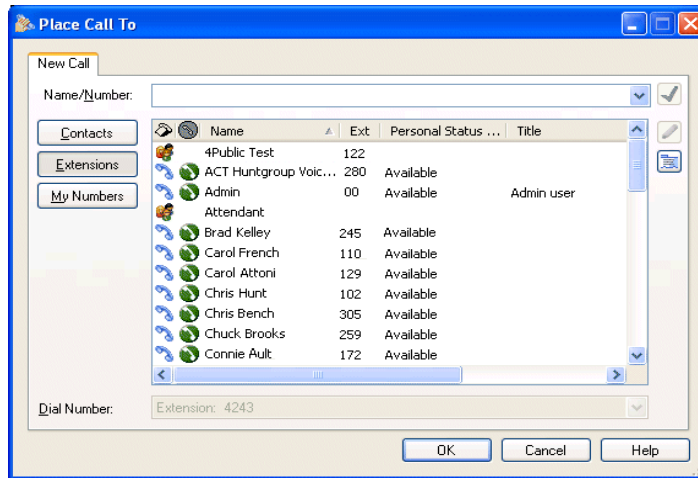 Place Call To
New Call
Name/Number:
Contacts
Extensions
My Numbers
Name Ext Personal Status ... Title
4Public Test 122
ACT Huntgroup Voic... 280 Available
Admin 00 Available Admin user
Attendant
Brad Kelley 245 Available
Carol French 110 Available
Carol Attoni 129 Available
Chris Hunt 102 Available
Chris Bench 305 Available
Chuck Brooks 259 Available
Connie Ault 172 Available
Dial Number: Extension: 4243
OK Cancel Help